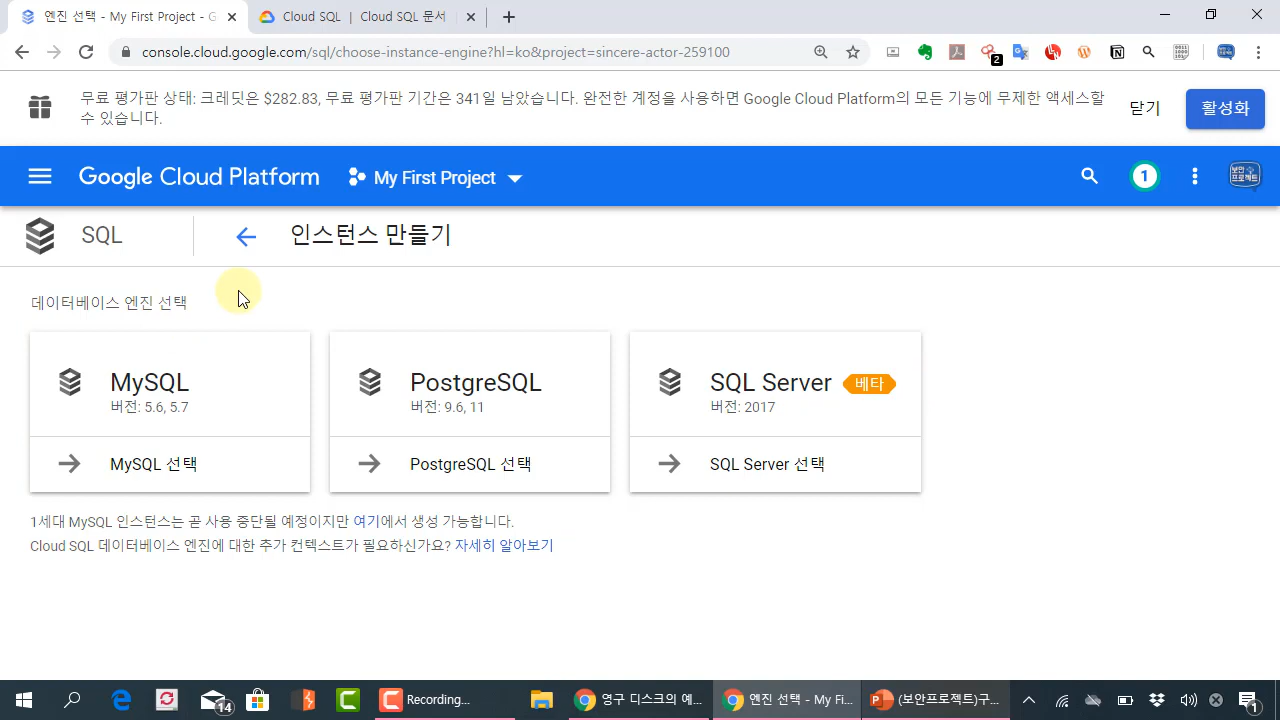 엔진 선택 - My First Project - G
Cloud SQL | Cloud SQL 문서
console.cloud.google.com/sql/choose-instance-engine?hl=ko&project=sincere-actor-259100
2
무료 평가판 상태: 크레딧은 $282.83, 무료 평가판 기간은 341일 남았습니다. 완전한 계정을 사용하면 Google Cloud Platform의 모든 기능에 무제한 액세스할
수 있습니다.
닫기
활성화
Google Cloud Platform
My First Project
1
보안
프로젝트
SQL
인스턴스 만들기
데이터베이스 엔진 선택
MySQL
버전: 5.6, 5.7
MySQL 선택
PostgreSQL
버전: 9.6, 11
PostgreSQL 선택
SQL Server
베타
버전: 2017
SQL Server 선택
1세대 MySQL 인스턴스는 곧 사용 중단될 예정이지만 여기에서 생성 가능합니다.
Cloud SQL 데이터베이스 엔진에 대한 추가 컨텍스트가 필요하신가요? 자세히 알아보기
14
Recording...
영구 디스크의 예...
엔진 선택 - My Fi...
(보안프로젝트)구...
1